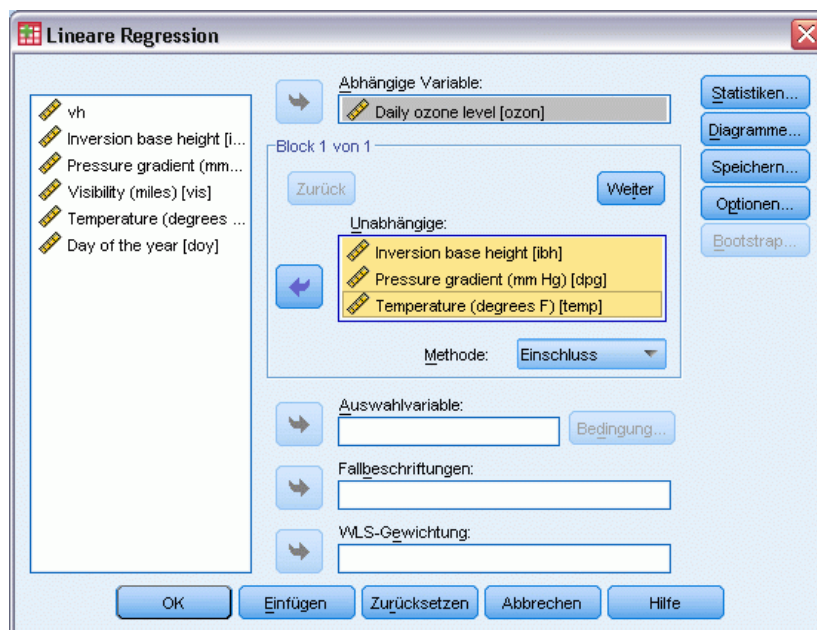 Lineare Regression
vh
Inversion base height [i...
Pressure gradient (mm...
Visibility (miles) [vis]
Temperature (degrees ...
Day of the year [doy]
Abhängige Variable:
Daily ozone level [ozon]
Block 1 von 1
Zurück
Weiter
Unabhängige:
Inversion base height [ibh]
Pressure gradient (mm Hg) [dpg]
Temperature (degrees F) [temp]
Methode:
Einschluss
Auswahlvariable:
Bedingung...
Fallbeschriftungen:
WLS-Gewichtung:
Statistiken...
Diagramme...
Speichern...
Optionen...
Bootstrap...
OK
Einfügen
Zurücksetzen
Abbrechen
Hilfe